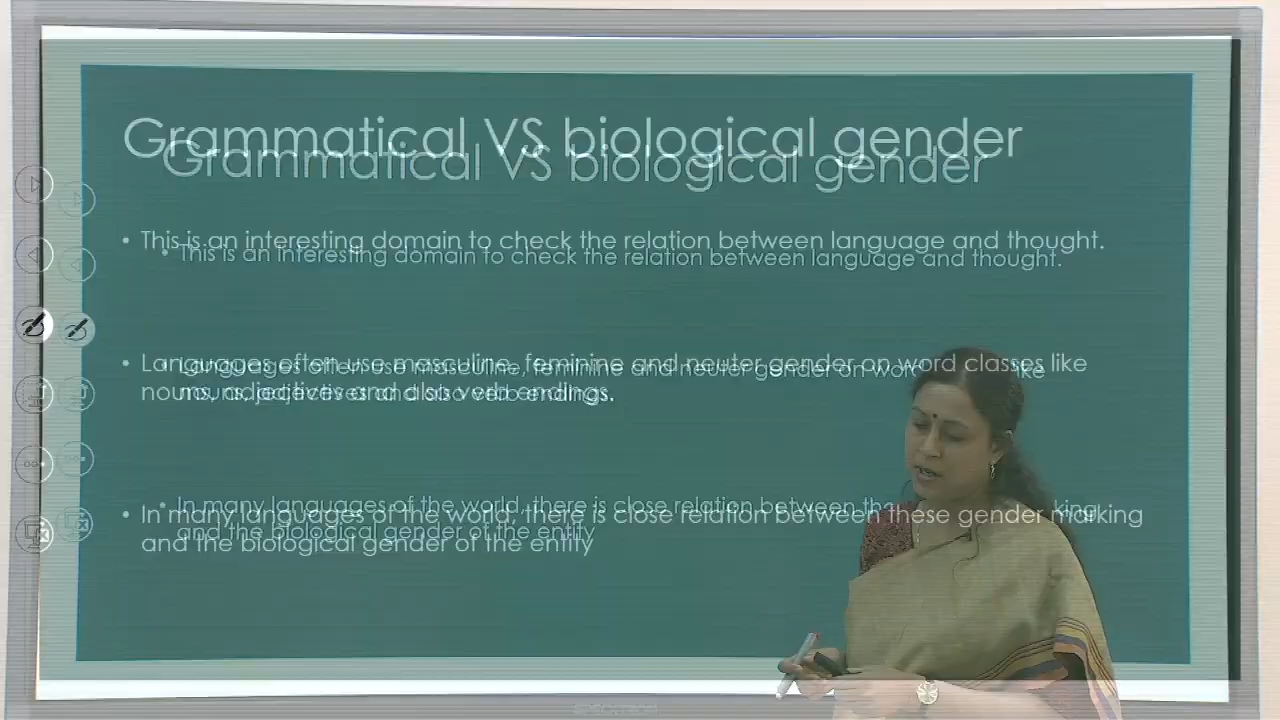 Grammatical VS biological gender
• This is an interesting domain to check the relation between language and thought.
• Languages often use masculine, feminine and neuter gender on word classes like
nouns, adjectives and also verb endings.
• In many languages of the world, there is close relation between these gender marking
and the biological gender of the entity